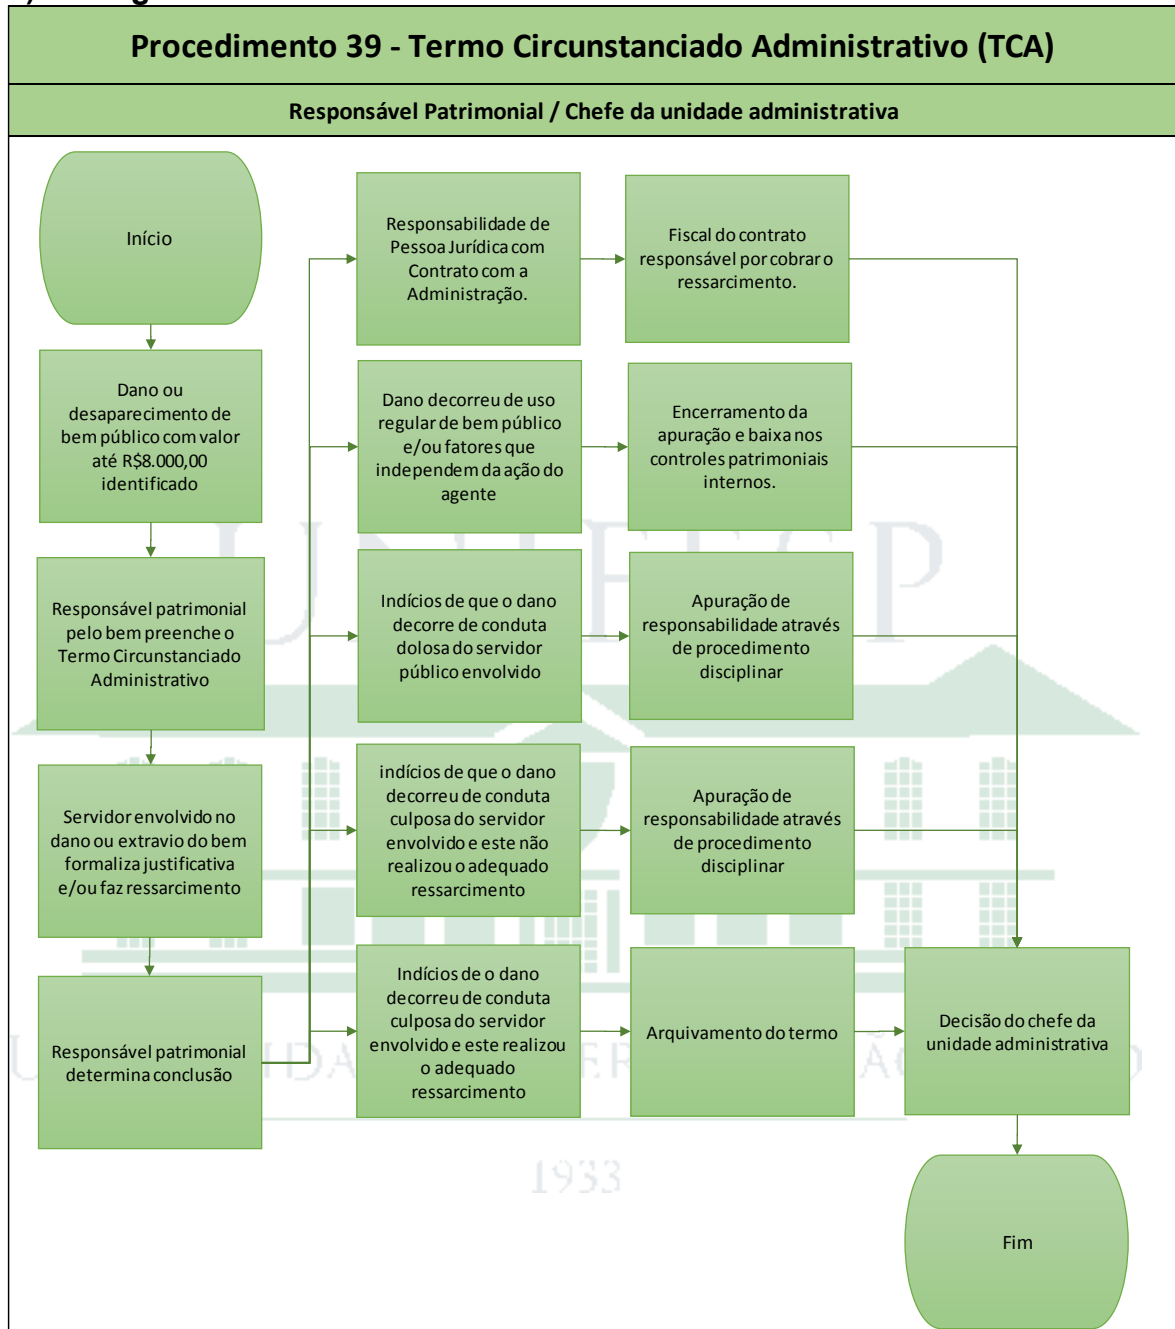 Procedimento 39 - Termo Circunstanciado Administrativo (TCA)
Responsável Patrimonial / Chefe da unidade administrativa
Início
Dano ou
desaparecimento de
bem público com valor
até R$8.000,00
identificado
Responsável patrimonial
pelo bem preenche o
Termo Circunstanciado
Administrativo
Servidor envolvido no
dano ou extravio do bem
formaliza justificativa
e/ou faz ressarcimento
Responsável patrimonial
determina conclusão
Responsabilidade de
Pessoa Jurídica com
Contrato com a
Administração.
Fiscal do contrato
responsável por cobrar o
ressarcimento.
Dano decorreu de uso
regular de bem público
e/ou fatores que
independem da ação do
agente
Encerramento da
apuração e baixa nos
controles patrimoniais
internos.
Indícios de que o dano
decorre de conduta
dolosa do servidor
público envolvido
Apuração de
responsabilidade através
de procedimento
disciplinar
indícios de que o dano
decorreu de conduta
culposa do servidor
envolvido e este não
realizou o adequado
ressarcimento
Apuração de
responsabilidade através
de procedimento
disciplinar
Indícios de o dano
decorreu de conduta
culposa do servidor
envolvido e este realizou
o adequado
ressarcimento
Arquivamento do termo
Decisão do chefe da
unidade administrativa
Fim
1933